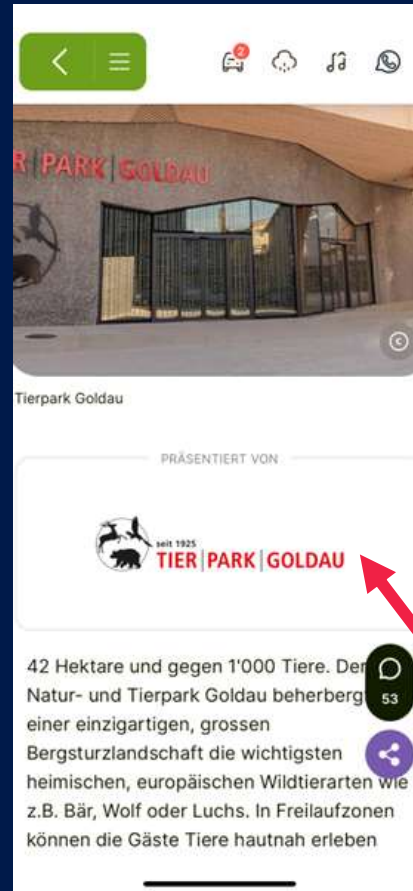 2
R|PARK|GOLDAU
Tierpark Goldau
PRÄSENTIERT VON
seit 1925
TIER|PARK|GOLDAU
42 Hektare und gegen 1'000 Tiere. Der
Natur- und Tierpark Goldau beherberg
einer einzigartigen, grossen
Bergsturzlandschaft die wichtigsten
heimischen, europäischen Wildtierarten wie
z.B. Bär, Wolf oder Luchs. In Freilaufzonen
können die Gäste Tiere hautnah erleben
53